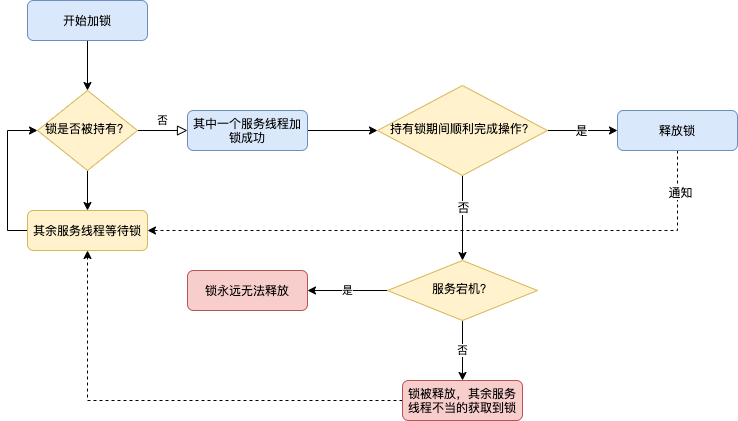 开始加锁
锁是否被持有?
否
其中一个服务线程加
锁成功
持有锁期间顺利完成操作?
是
释放锁
通知
其余服务线程等待锁
否
服务宕机?
是
锁永远无法释放
否
锁被释放，其余服务
线程不当的获取到锁